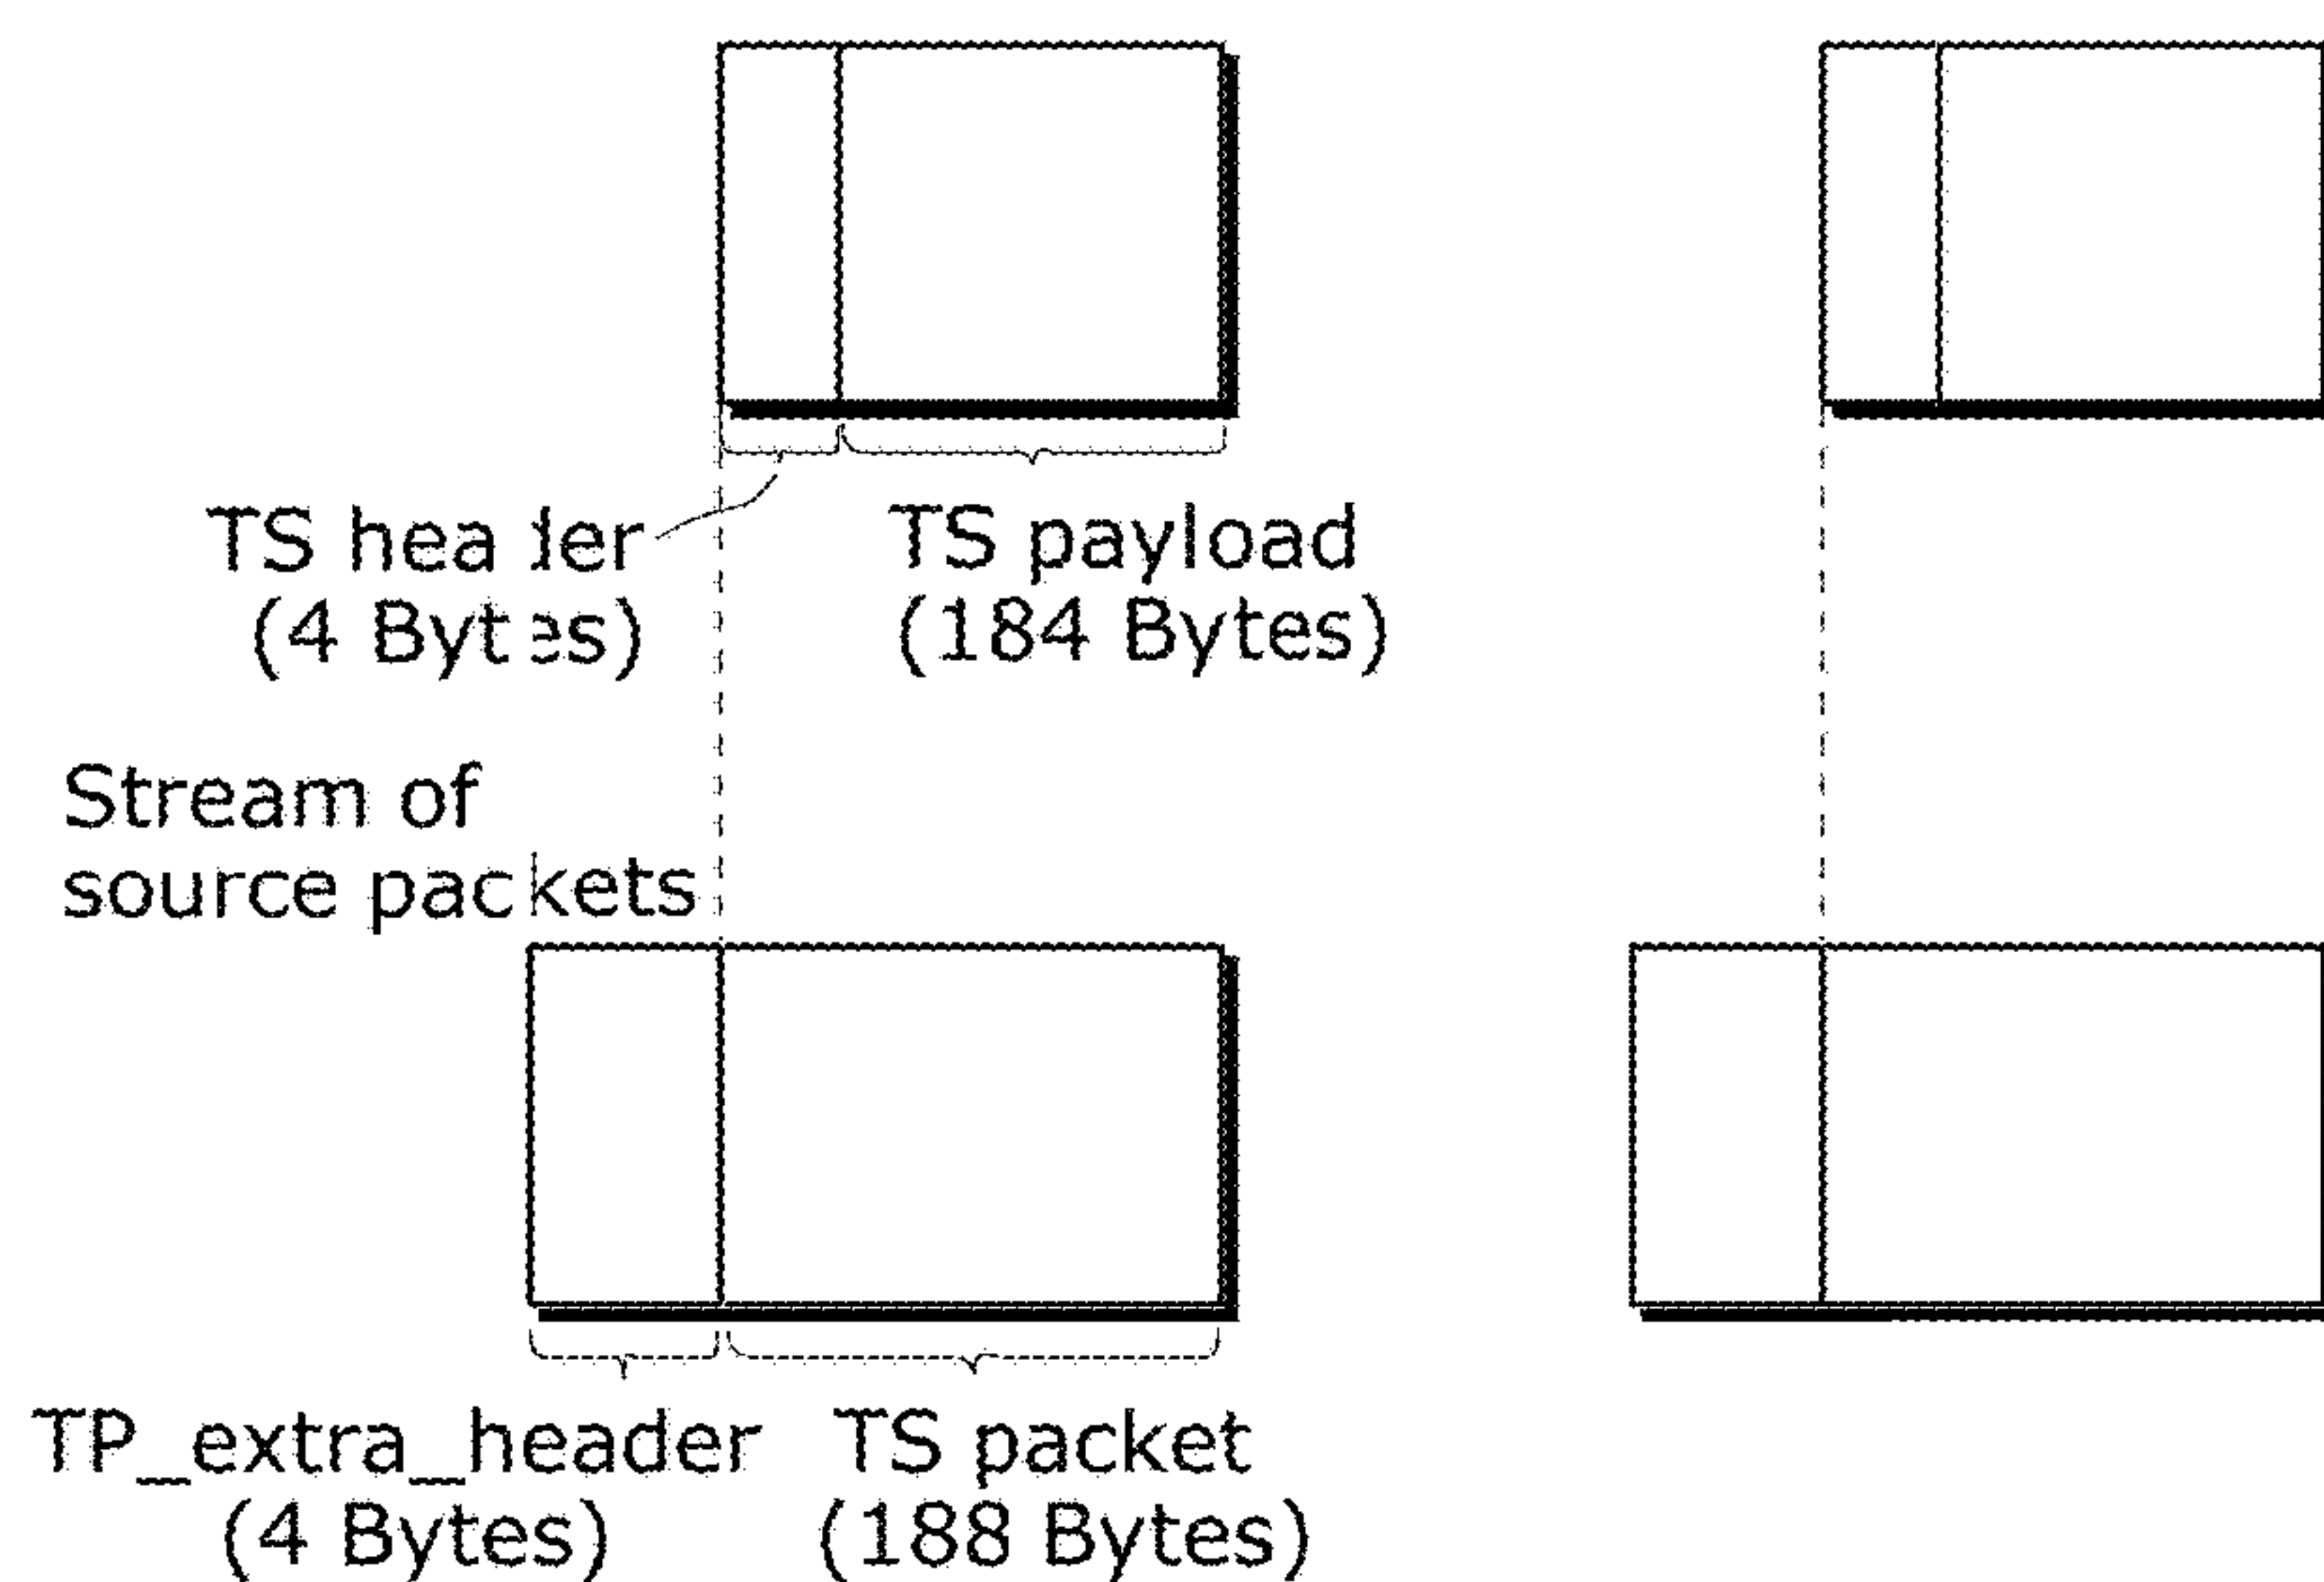 TS header
TS payload
(4 Bytes)
(184 Bytes)
Stream of
source packets
TP_extra_header
TS packet
(4 Bytes)
(188 Bytes)